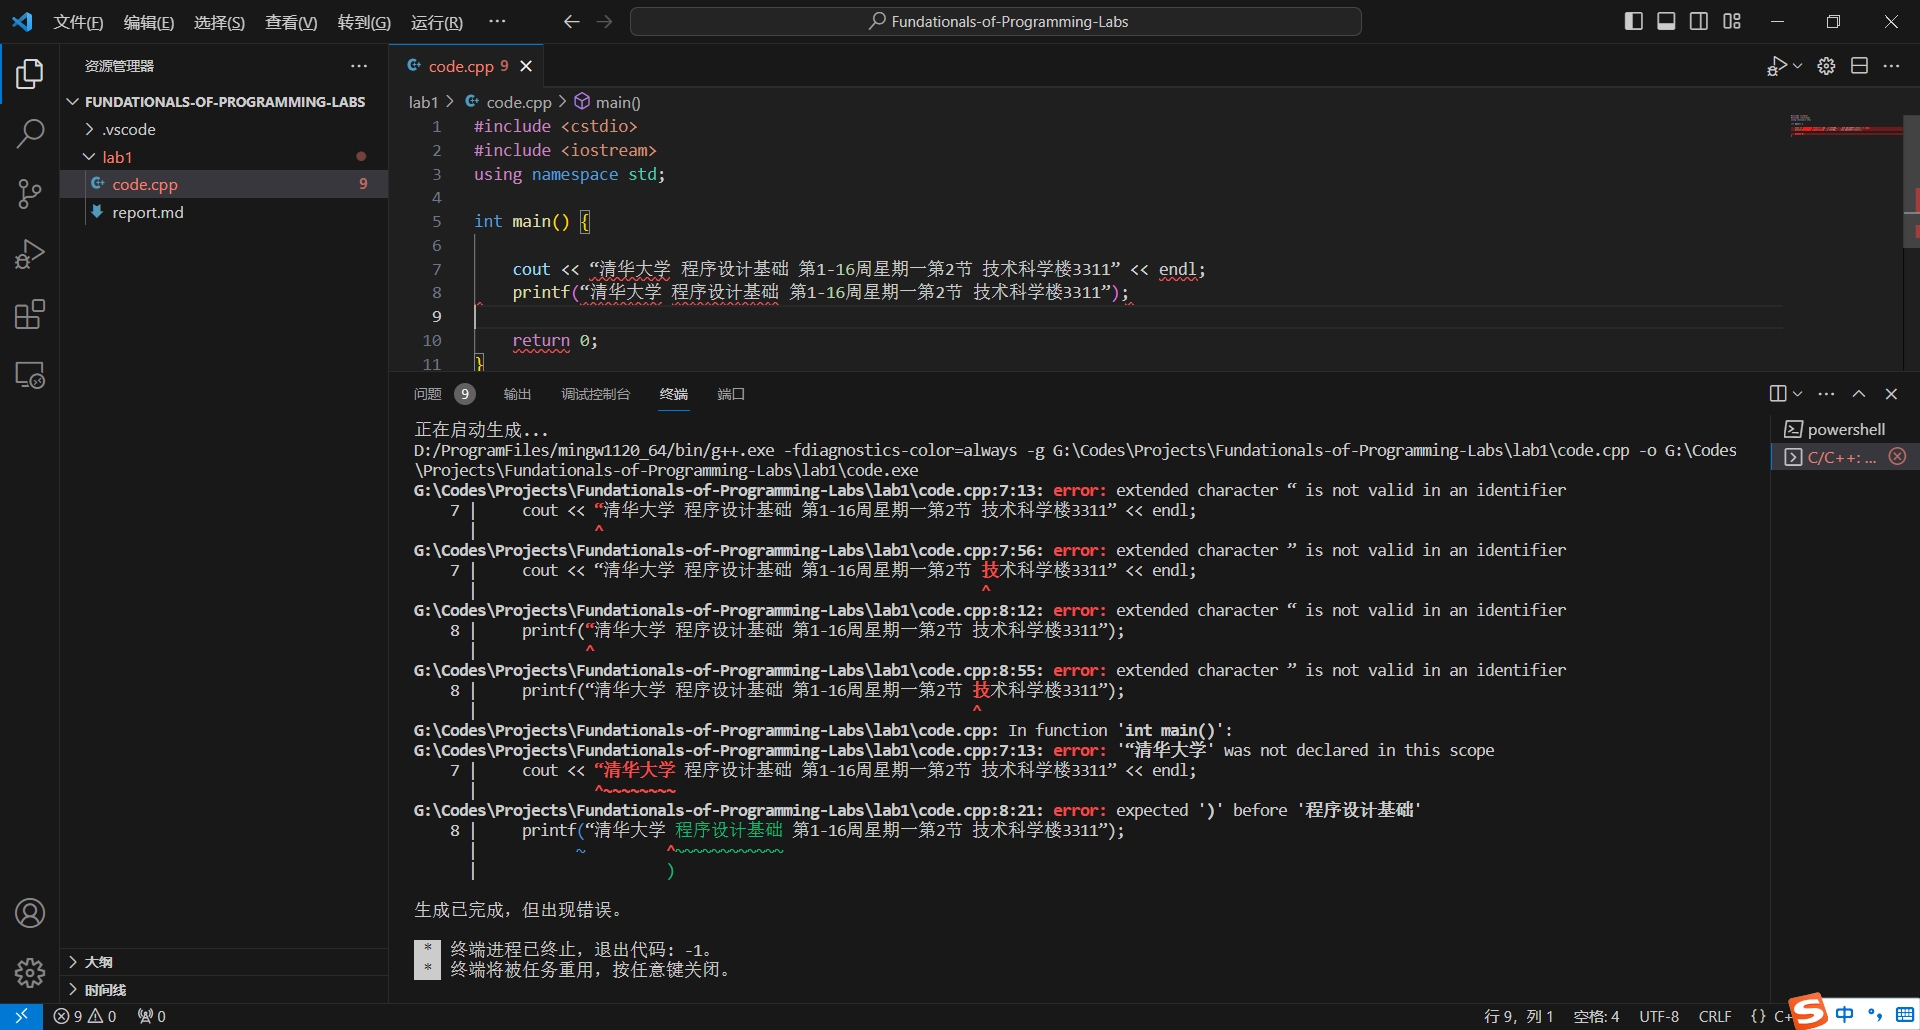 文件(F) 编辑(E) 选择(S) 查看(V) 转到(G) 运行(R) ··· Fundationals-of-Programming-Labs
资源管理器
FUNDATIONALS-OF-PROGRAMMING-LABS
.vscode
lab1
code.cpp 9
report.md
大纲
时间线
code.cpp 9
lab1 > code.cpp > main()
1 #include <cstdio>
2 #include <iostream>
3 using namespace std;
4
5 int main() {
6
7 cout << “清华大学 程序设计基础 第1-16周星期一第2节 技术科学楼3311” << endl;
8 printf(“清华大学 程序设计基础 第1-16周星期一第2节 技术科学楼3311”);
9
10 return 0;
11 }
问题 9 输出 调试控制台 终端 端口
正在启动生成...
D:/ProgramFiles/mingw1120_64/bin/g++.exe -fdiagnostics-color=always -g G:\Codes\Projects\Fundationals-of-Programming-Labs\lab1\code.cpp -o G:\Codes
\Projects\Fundationals-of-Programming-Labs\lab1\code.exe
G:\Codes\Projects\Fundationals-of-Programming-Labs\lab1\code.cpp:7:13: error: extended character “ is not valid in an identifier
7 | cout << “清华大学 程序设计基础 第1-16周星期一第2节 技术科学楼3311” << endl;
| ^
G:\Codes\Projects\Fundationals-of-Programming-Labs\lab1\code.cpp:7:56: error: extended character ” is not valid in an identifier
7 | cout << “清华大学 程序设计基础 第1-16周星期一第2节 技术科学楼3311” << endl;
| ^
G:\Codes\Projects\Fundationals-of-Programming-Labs\lab1\code.cpp:8:12: error: extended character “ is not valid in an identifier
8 | printf(“清华大学 程序设计基础 第1-16周星期一第2节 技术科学楼3311”);
| ^
G:\Codes\Projects\Fundationals-of-Programming-Labs\lab1\code.cpp:8:55: error: extended character ” is not valid in an identifier
8 | printf(“清华大学 程序设计基础 第1-16周星期一第2节 技术科学楼3311”);
| ^
G:\Codes\Projects\Fundationals-of-Programming-Labs\lab1\code.cpp: In function 'int main()':
G:\Codes\Projects\Fundationals-of-Programming-Labs\lab1\code.cpp:7:13: error: '“清华大学' was not declared in this scope
7 | cout << “清华大学 程序设计基础 第1-16周星期一第2节 技术科学楼3311” << endl;
| ^~~~~~~~~
G:\Codes\Projects\Fundationals-of-Programming-Labs\lab1\code.cpp:8:21: error: expected ')' before '程序设计基础'
8 | printf(“清华大学 程序设计基础 第1-16周星期一第2节 技术科学楼3311”);
| ~ ^~~~~~~~~~~~
| )
生成已完成，但出现错误。
* 终端进程已终止，退出代码: -1。
* 终端将被任务重用，按任意键关闭。
powershell
C/C++: ...
9 0 0 行 9，列 1 空格: 4 UTF-8 CRLF {} C+ S 中